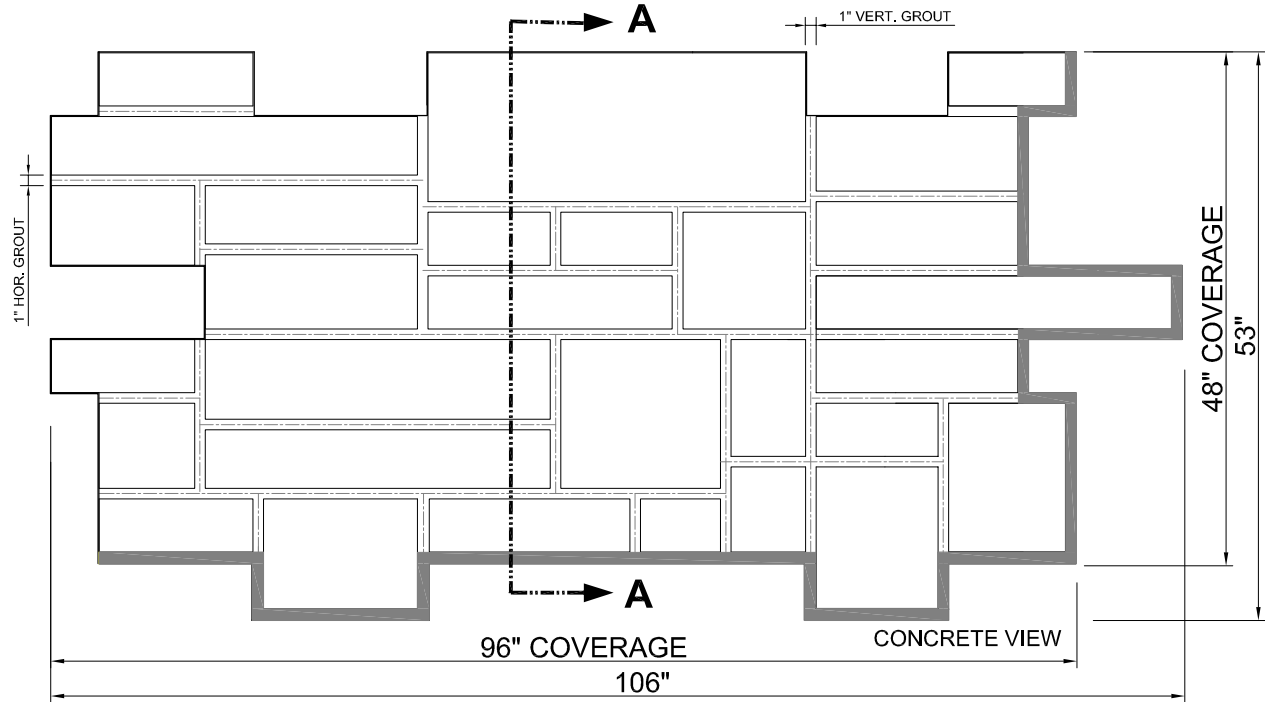 A
1" VERT. GROUT
1" HOR. GROUT
48" COVERAGE
53"
A
CONCRETE VIEW
96" COVERAGE
106"